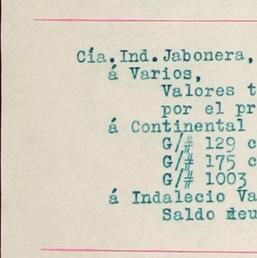 Cía.Ind.Jabonera,
á Varios,
Valores t
por el pr
á Continental
G/# 129 c
G/# 175 c
G/# 1003
á Indalecio Va
Saldo deu